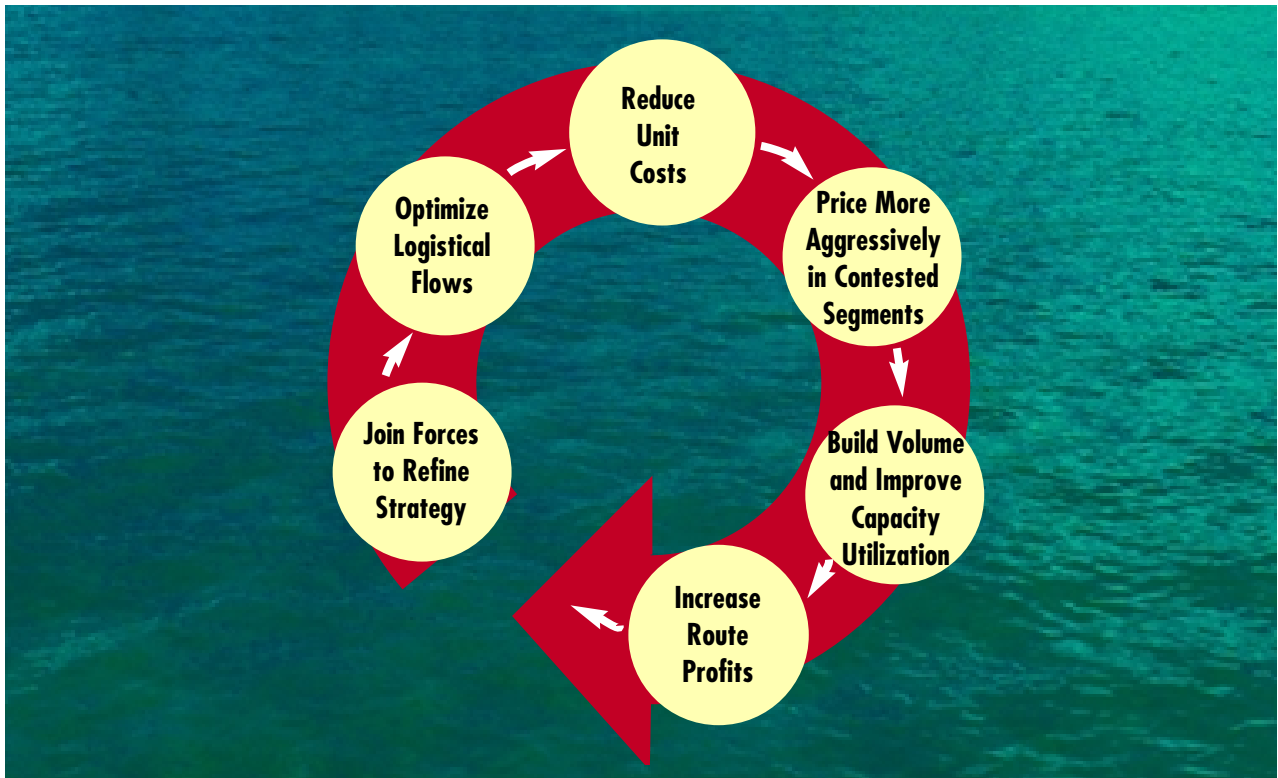 Reduce
Unit
Costs
Price More
Aggressively
in Contested
Segments
Build Volume
and Improve
Capacity
Utilization
Increase
Route
Profits
Join Forces
to Refine
Strategy
Optimize
Logistical
Flows